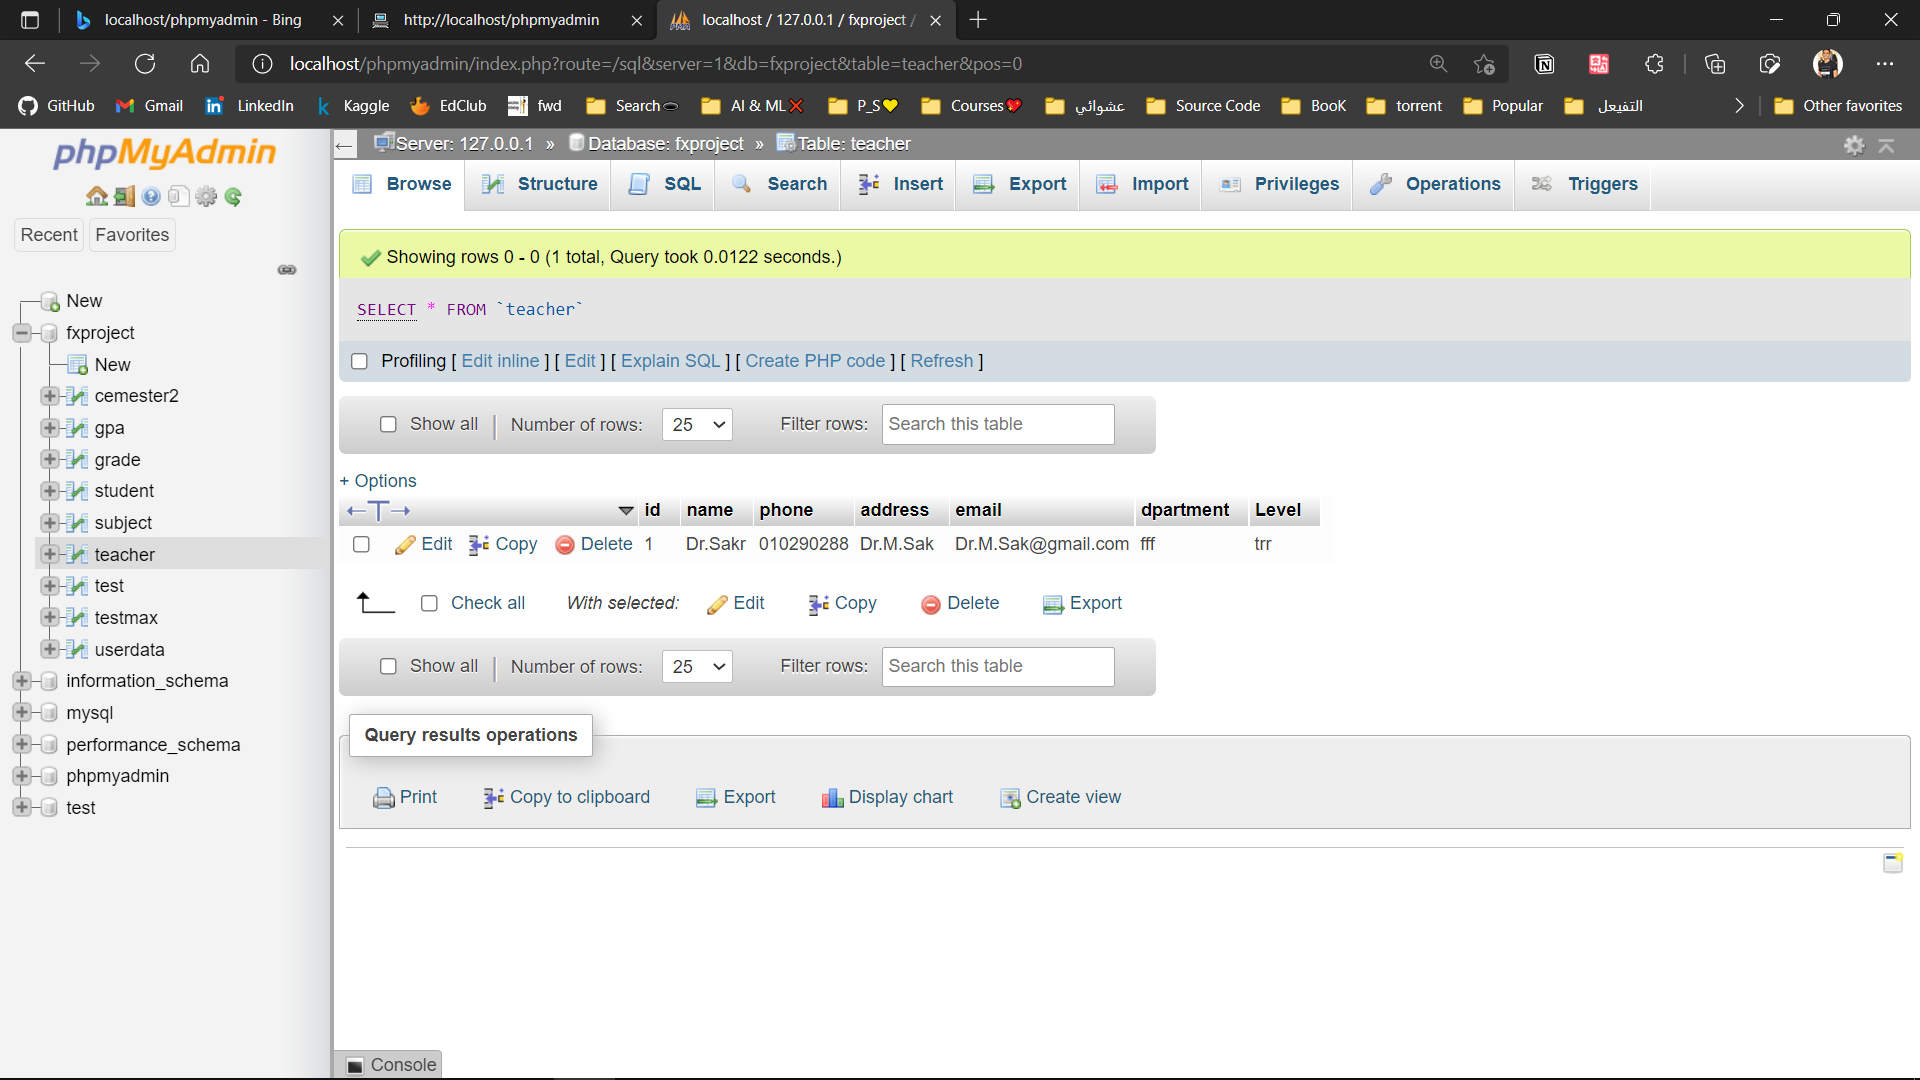 localhost/phpmyadmin - Bing
http://localhost/phpmyadmin
localhost / 127.0.0.1 / fxproject /
localhost/phpmyadmin/index.php?route=/sql&server=1&db=fxproject&table=teacher&pos=0
GitHub Gmail LinkedIn Kaggle EdClub fwd Search AI & ML P_S Courses عشوائي Source Code BooK torrent Popular التفيعل Other favorites
phpMyAdmin
Recent Favorites
New
fxproject
New
cemester2
gpa
grade
student
subject
teacher
test
testmax
userdata
information_schema
mysql
performance_schema
phpmyadmin
test
Server: 127.0.0.1 » Database: fxproject » Table: teacher
Browse Structure SQL Search Insert Export Import Privileges Operations Triggers
Showing rows 0 - 0 (1 total, Query took 0.0122 seconds.)
SELECT * FROM `teacher`
Profiling [ Edit inline ] [ Edit ] [ Explain SQL ] [ Create PHP code ] [ Refresh ]
Show all Number of rows: 25 Filter rows: Search this table
+ Options
id name phone address email dpartment Level
Edit Copy Delete 1 Dr.Sakr 010290288 Dr.M.Sak Dr.M.Sak@gmail.com fff trr
Check all With selected: Edit Copy Delete Export
Show all Number of rows: 25 Filter rows: Search this table
Query results operations
Print Copy to clipboard Export Display chart Create view
Console